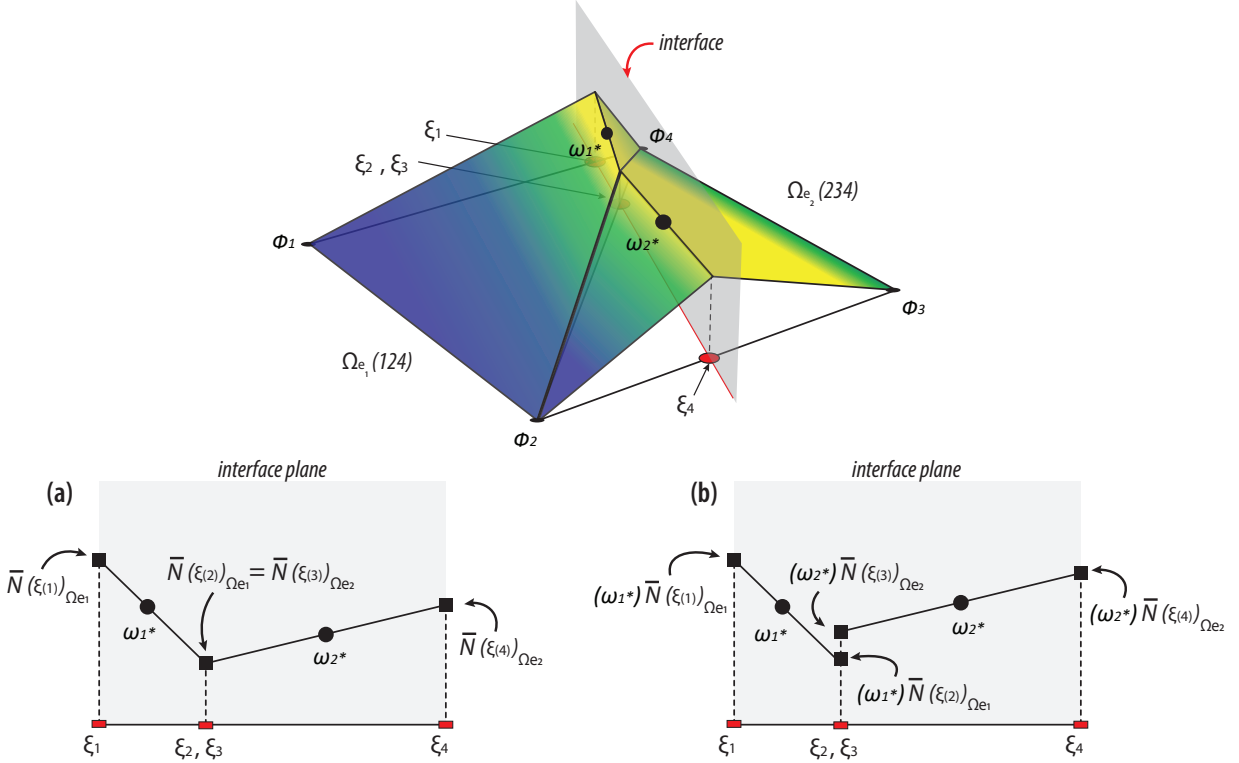 interface
ξ1
Φ4
ω1*
ξ2 , ξ3
Ωe2 (234)
ω2*
Φ1
Φ3
Ωe1 (124)
ξ4
Φ2
interface plane
(a)
N̅ (ξ(1))Ωe1
N̅ (ξ(2))Ωe1 = N̅ (ξ(3))Ωe2
ω1*
ω2*
N̅ (ξ(4))Ωe2
ξ1
ξ2 , ξ3
ξ4
interface plane
(b)
(ω1*) N̅ (ξ(1))Ωe1
(ω2*) N̅ (ξ(3))Ωe2
ω1*
ω2*
(ω2*) N̅ (ξ(4))Ωe2
(ω1*) N̅ (ξ(2))Ωe1
ξ1
ξ2 , ξ3
ξ4